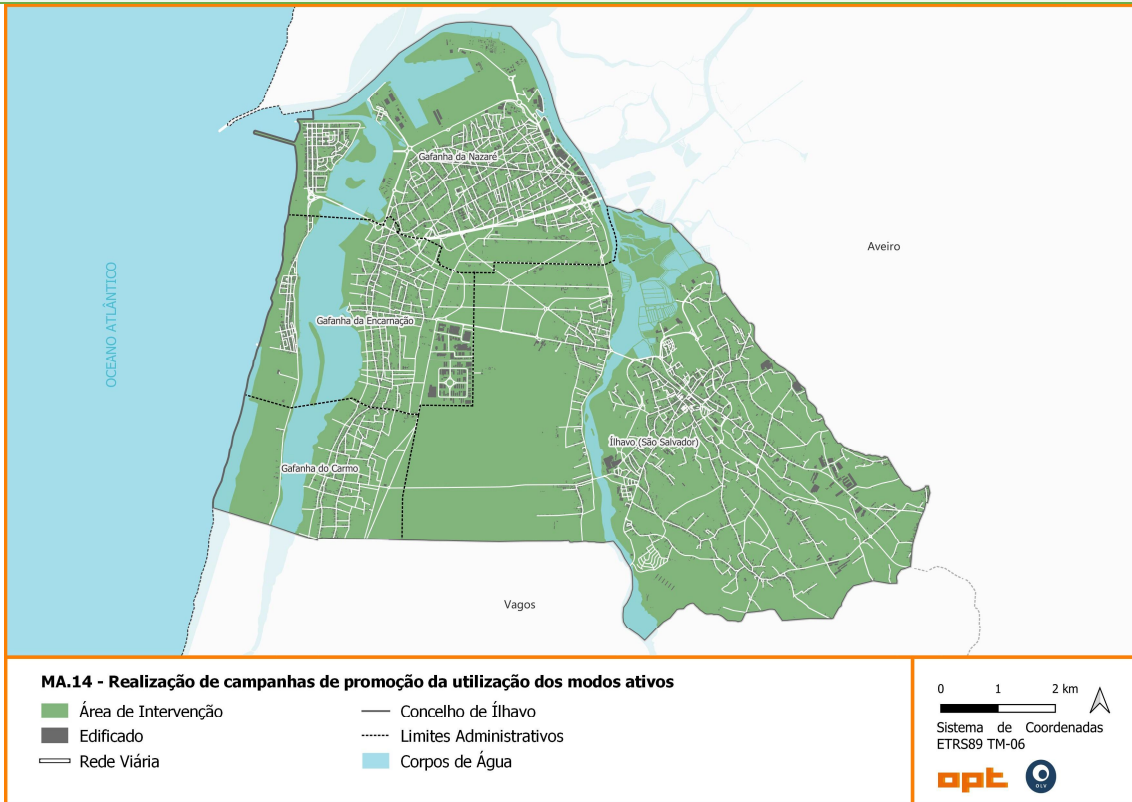 Gafanha da Nazaré
Aveiro
OCEANO ATLÂNTICO
Gafanha da Encarnação
Ílhavo (São Salvador)
Gafanha do Carmo
Vagos
MA.14 - Realização de campanhas de promoção da utilização dos modos ativos
Área de Intervenção
Edificado
Rede Viária
Concelho de Ílhavo
Limites Administrativos
Corpos de Água
0 1 2 km
Sistema de Coordenadas
ETRS89 TM-06
opt
OLV